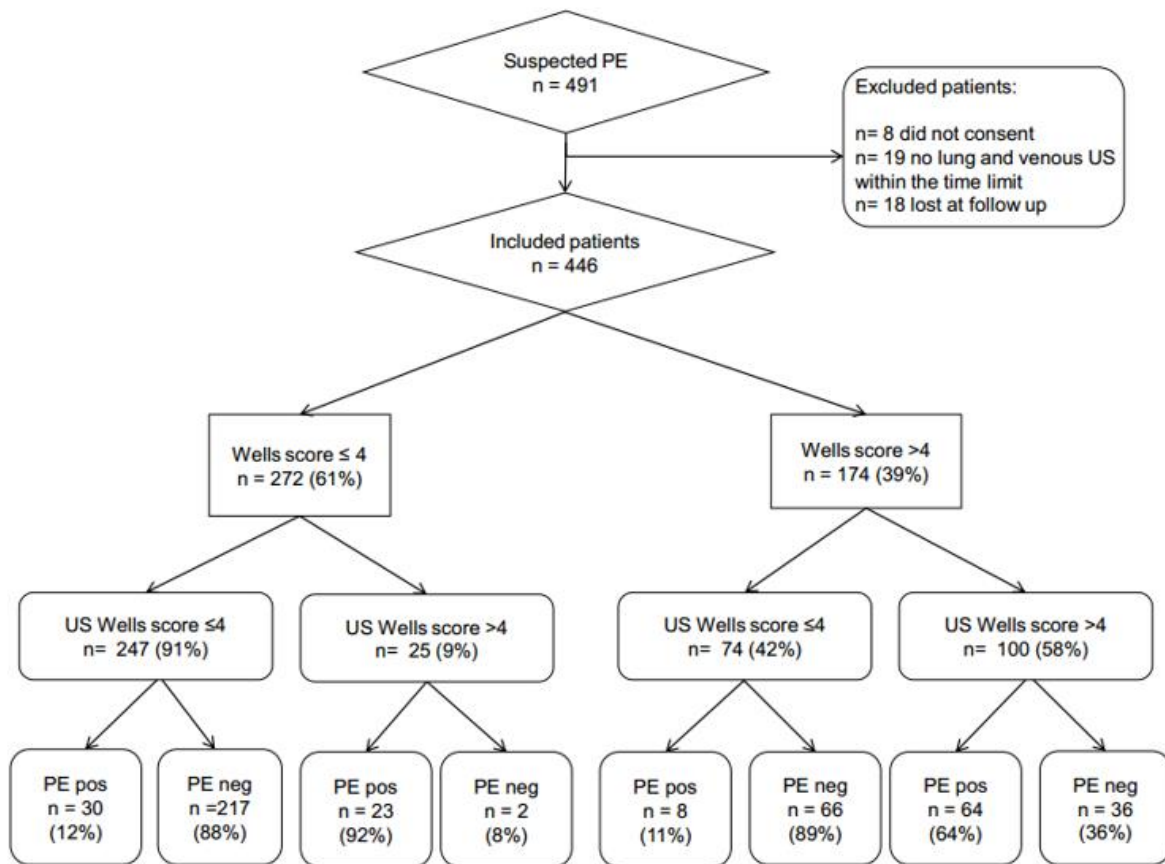 Suspected PE
n = 491
Excluded patients:
n= 8 did not consent
n= 19 no lung and venous US
within the time limit
n= 18 lost at follow up
Included patients
n = 446
Wells score ≤ 4
n = 272 (61%)
Wells score >4
n = 174 (39%)
US Wells score ≤4
n=  247 (91%)
US Wells score >4
n=  25 (9%)
US Wells score ≤4
n=  74 (42%)
US Wells score >4
n=  100 (58%)
PE pos
n = 30
(12%)
PE neg
n =217
(88%)
PE pos
n = 23
(92%)
PE neg
n = 2
(8%)
PE pos
n = 8
(11%)
PE neg
n = 66
(89%)
PE pos
n = 64
(64%)
PE neg
n = 36
(36%)